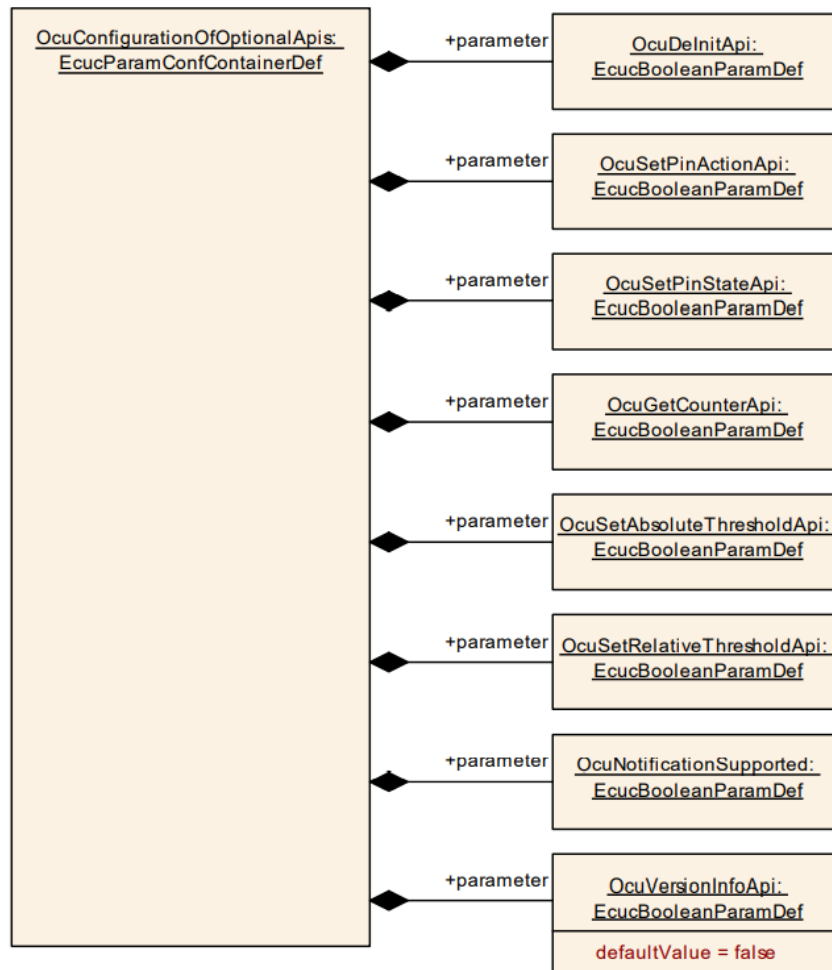 OcuConfigurationOfOptionalApis:
EcucParamConfContainerDef
+parameter
OcuDeInitApi:
EcucBooleanParamDef
+parameter
OcuSetPinActionApi:
EcucBooleanParamDef
+parameter
OcuSetPinStateApi:
EcucBooleanParamDef
+parameter
OcuGetCounterApi:
EcucBooleanParamDef
+parameter
OcuSetAbsoluteThresholdApi:
EcucBooleanParamDef
+parameter
OcuSetRelativeThresholdApi:
EcucBooleanParamDef
+parameter
OcuNotificationSupported:
EcucBooleanParamDef
+parameter
OcuVersionInfoApi:
EcucBooleanParamDef
defaultValue = false